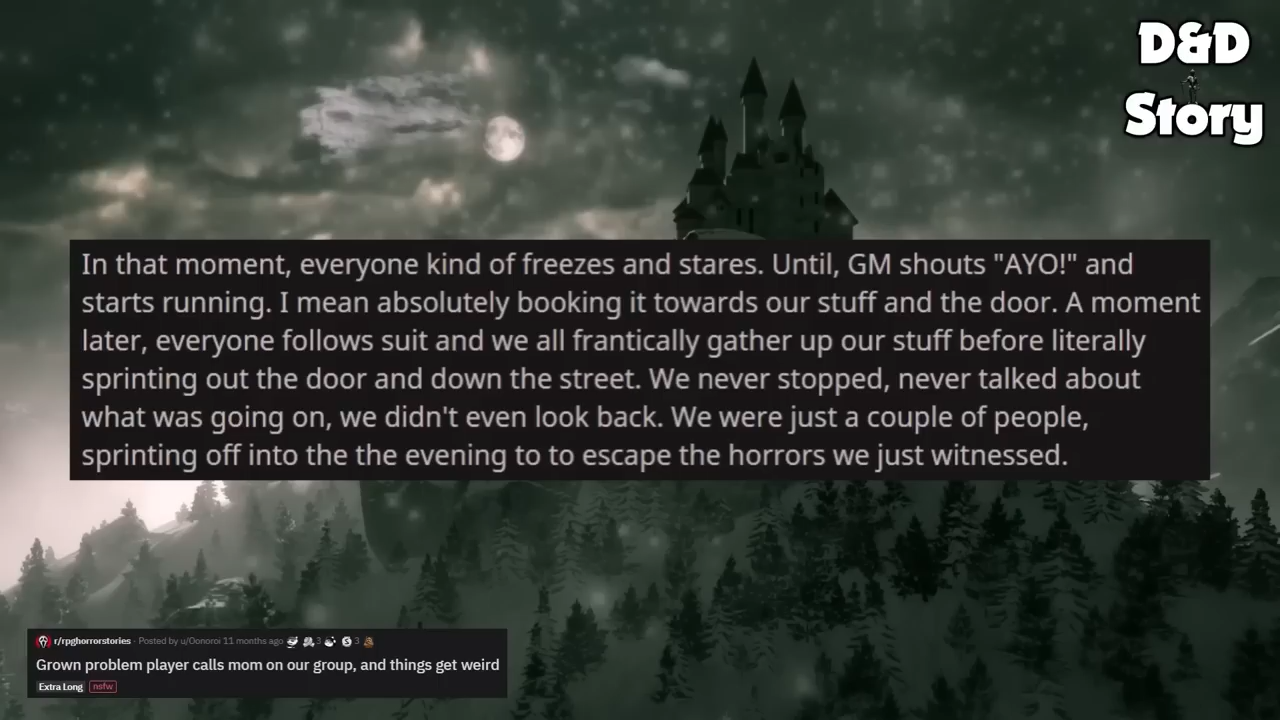 D&D
Story
In that moment, everyone kind of freezes and stares. Until, GM shouts "AYO!" and
starts running. I mean absolutely booking it towards our stuff and the door. A moment
later, everyone follows suit and we all frantically gather up our stuff before literally
sprinting out the door and down the street. We never stopped, never talked about
what was going on, we didn't even look back. We were just a couple of people,
sprinting off into the the evening to to escape the horrors we just witnessed.
r/rpghorrorstories · Posted by u/Oonoroi 11 months ago 3 3
Grown problem player calls mom on our group, and things get weird
Extra Long nsfw